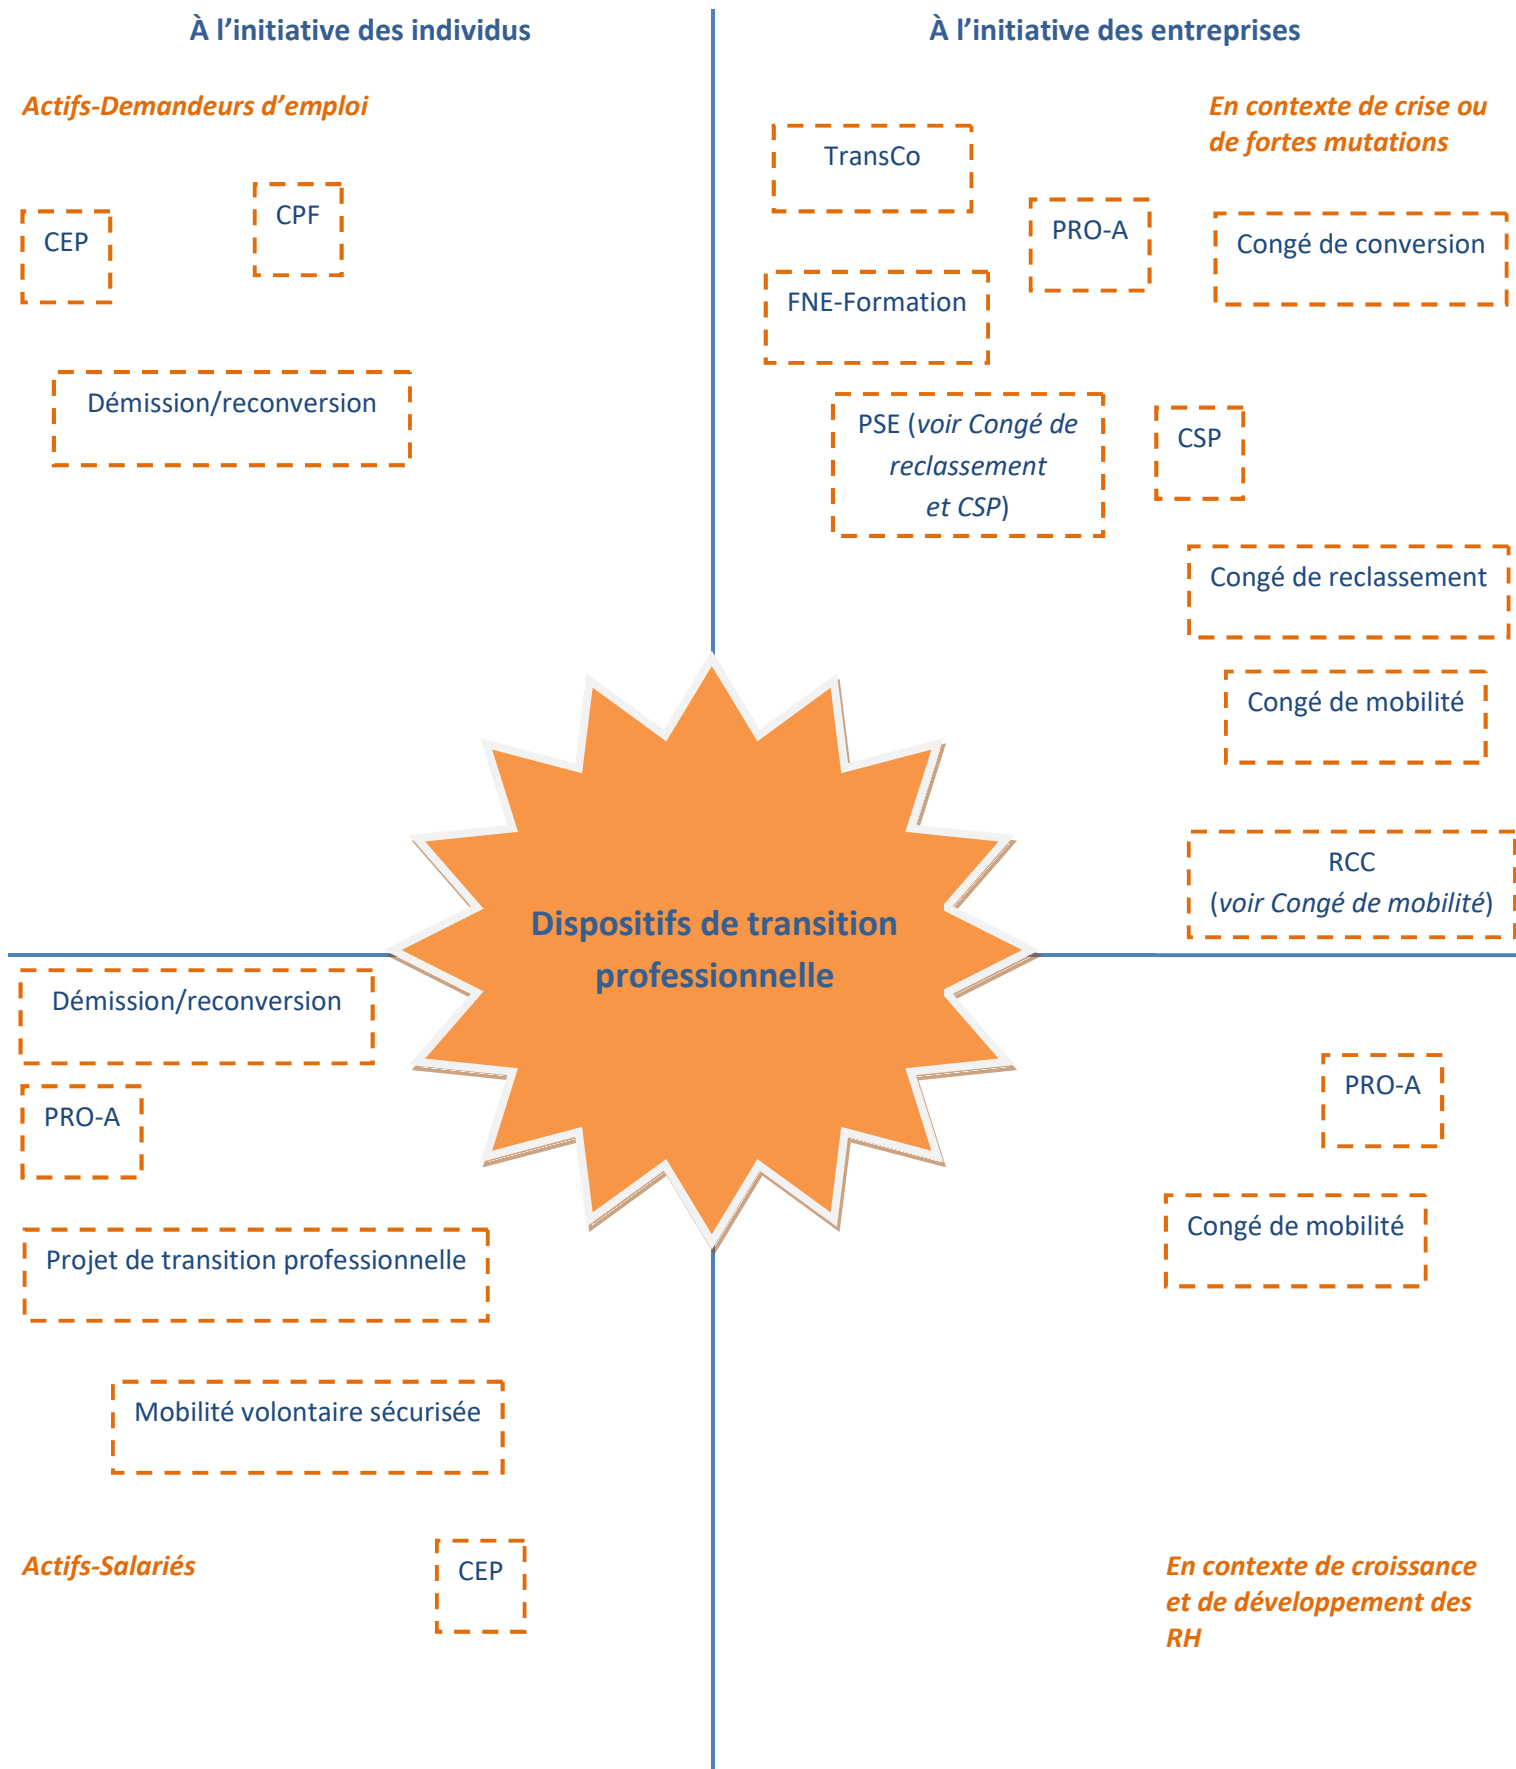 À l’initiative des individus
Actifs-Demandeurs d’emploi
CEP
CPF
Démission/reconversion
À l’initiative des entreprises
En contexte de crise ou
de fortes mutations
TransCo
PRO-A
Congé de conversion
FNE-Formation
PSE (voir Congé de
reclassement
et CSP)
CSP
Congé de reclassement
Congé de mobilité
RCC
(voir Congé de mobilité)
Dispositifs de transition
professionnelle
Démission/reconversion
PRO-A
Projet de transition professionnelle
Mobilité volontaire sécurisée
Actifs-Salariés
CEP
PRO-A
Congé de mobilité
En contexte de croissance
et de développement des
RH